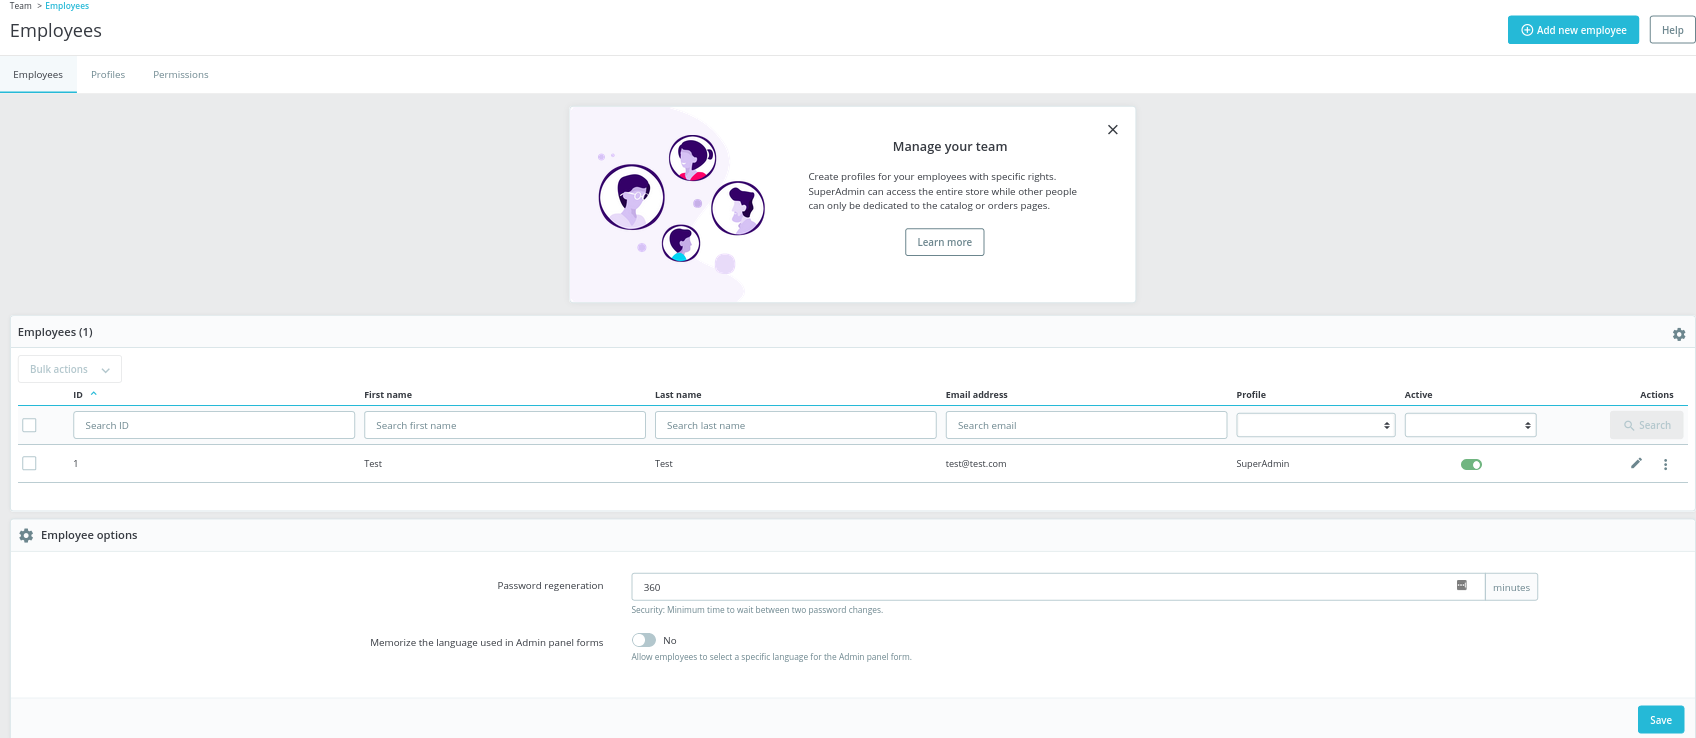 Team > Employees
Employees
Add new employee
Help
Employees
Profiles
Permissions
Manage your team
Create profiles for your employees with specific rights.
SuperAdmin can access the entire store while other people
can only be dedicated to the catalog or orders pages.
Learn more
Employees (1)
Bulk actions
ID
First name
Last name
Email address
Profile
Active
Actions
Search ID
Search first name
Search last name
Search email
Search
1
Test
Test
test@test.com
SuperAdmin
Employee options
Password regeneration
360
minutes
Security: Minimum time to wait between two password changes.
Memorize the language used in Admin panel forms
No
Allow employees to select a specific language for the Admin panel form.
Save